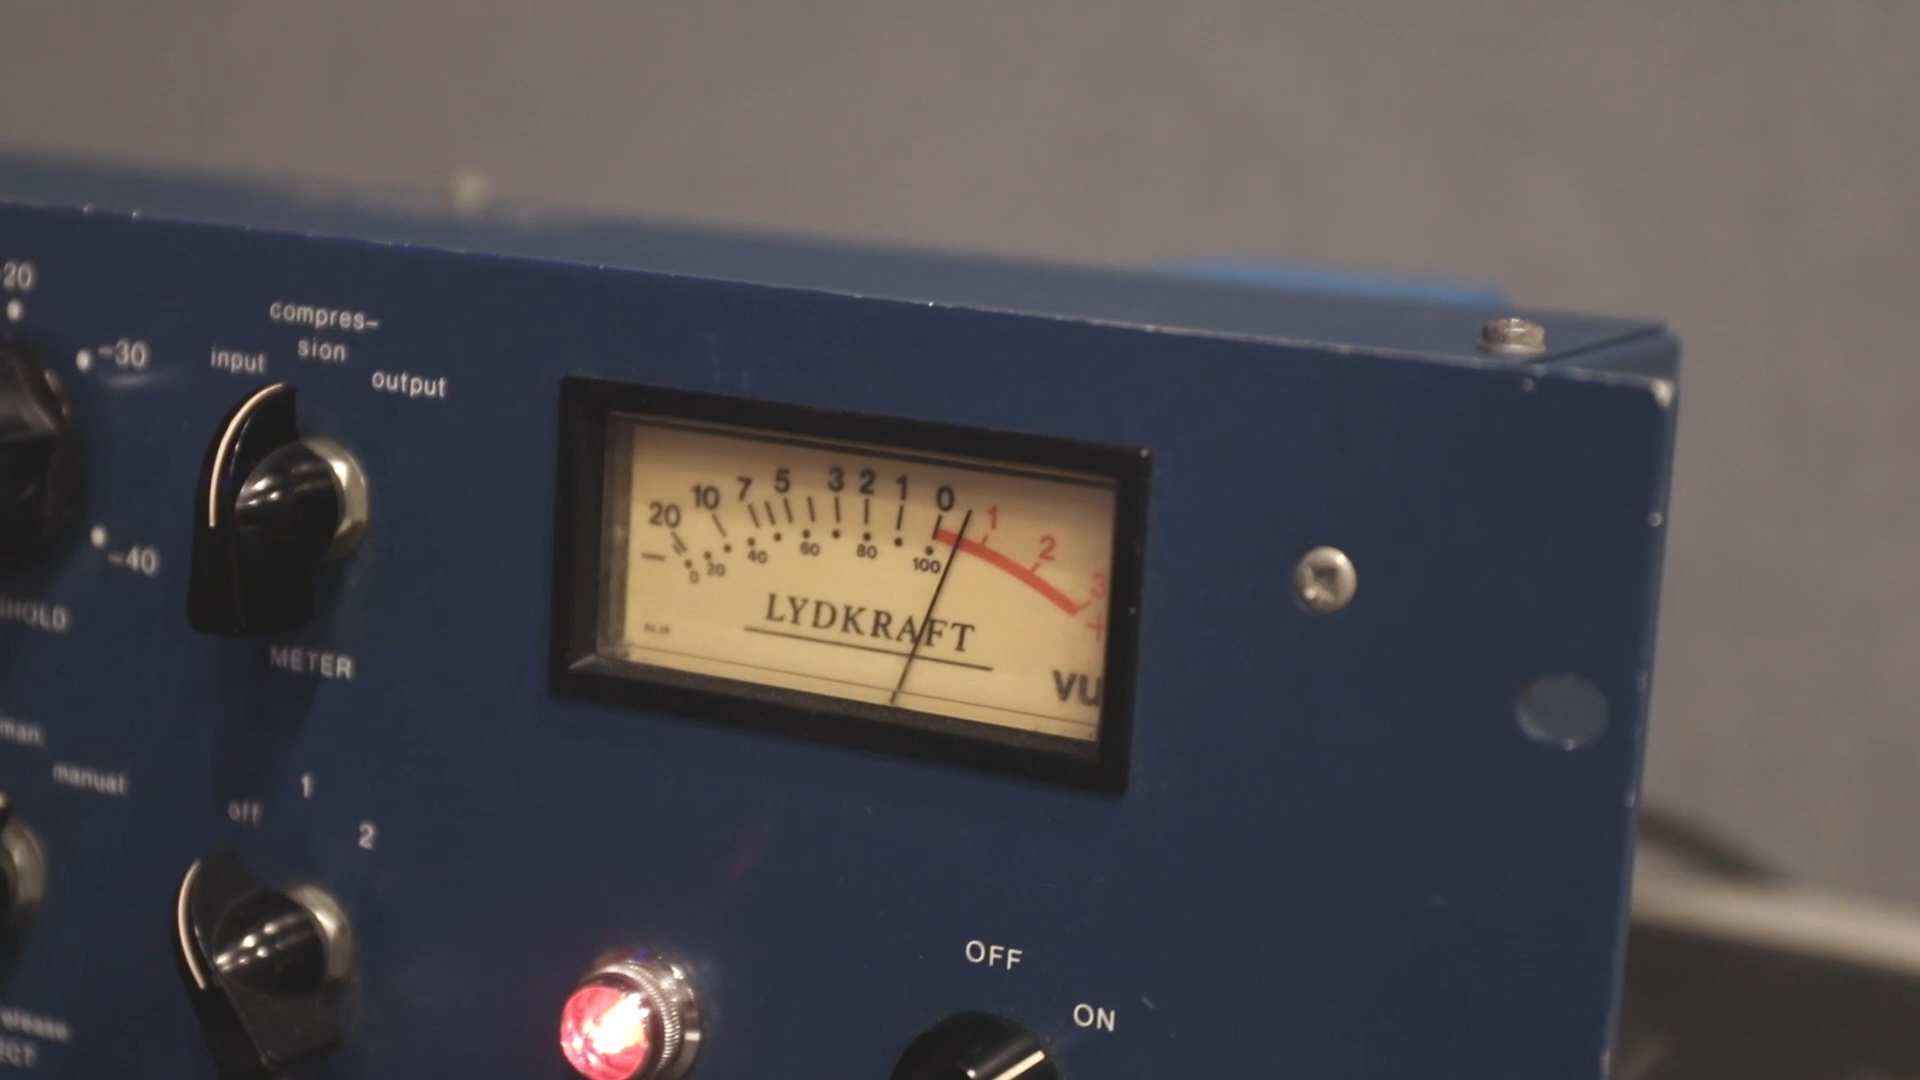 -20
-30
-40
input
compres-
sion
output
METER
manual
off
1
2
20 10 7 5 3 2 1 0 1 2 3
+
0 20 40 60 80 100
LYDKRAFT
VU
OFF
ON